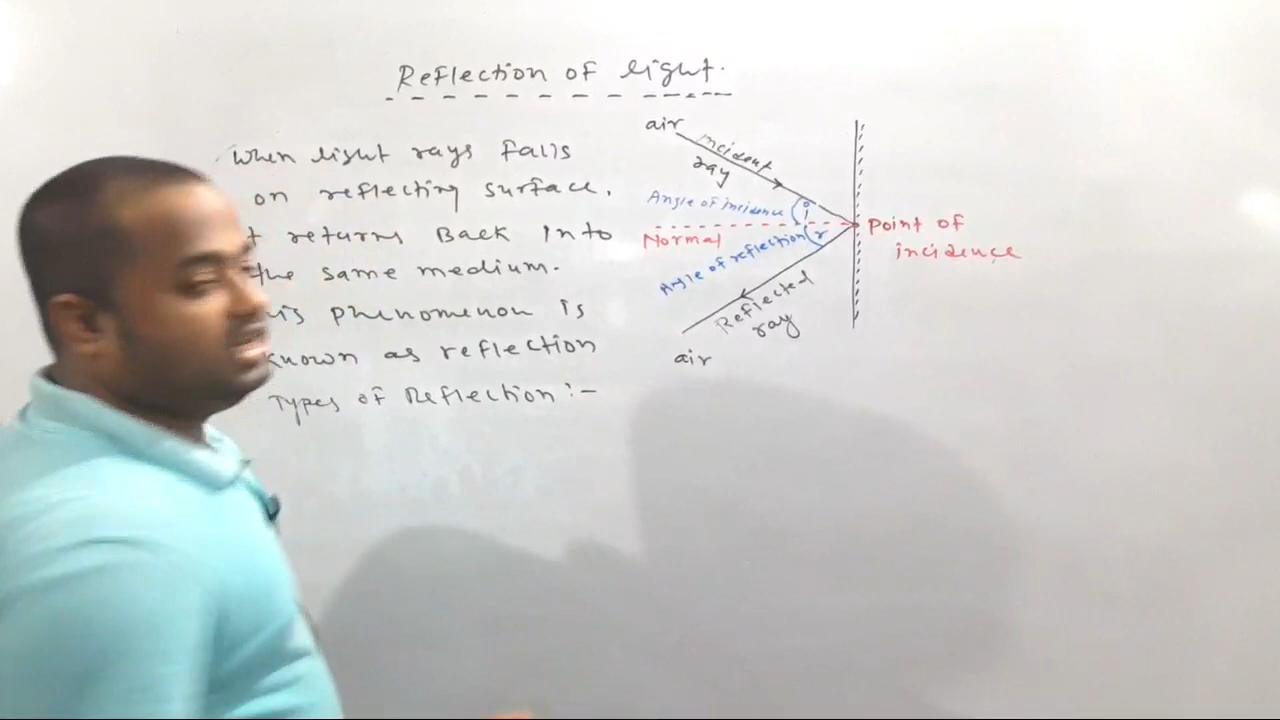 Reflection of light.
When light rays falls
on reflecting surface.
returns Back into
the same medium.
phenomenon is
known as reflection
Types of Reflection :-
air
incident
ray
Angle of incidence i
Normal
Angle of reflection r
Reflected
ray
air
Point of
incidence